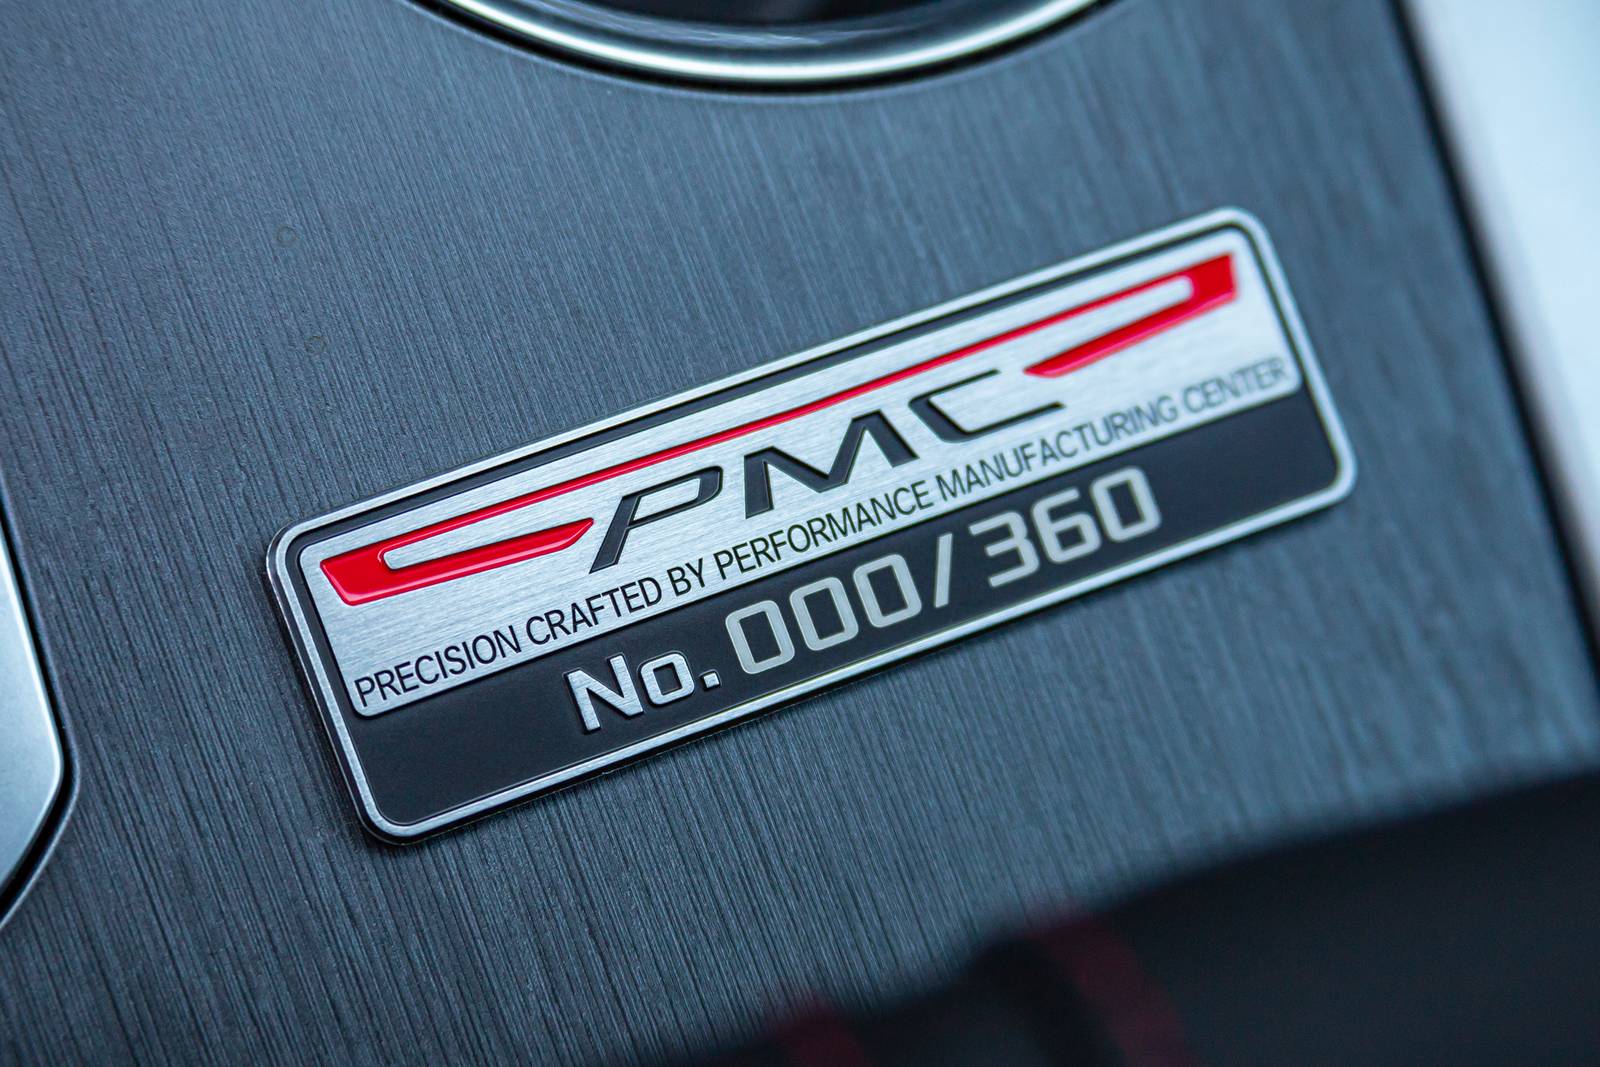 PMC
PRECISION CRAFTED BY PERFORMANCE MANUFACTURING CENTER
No. 000/360